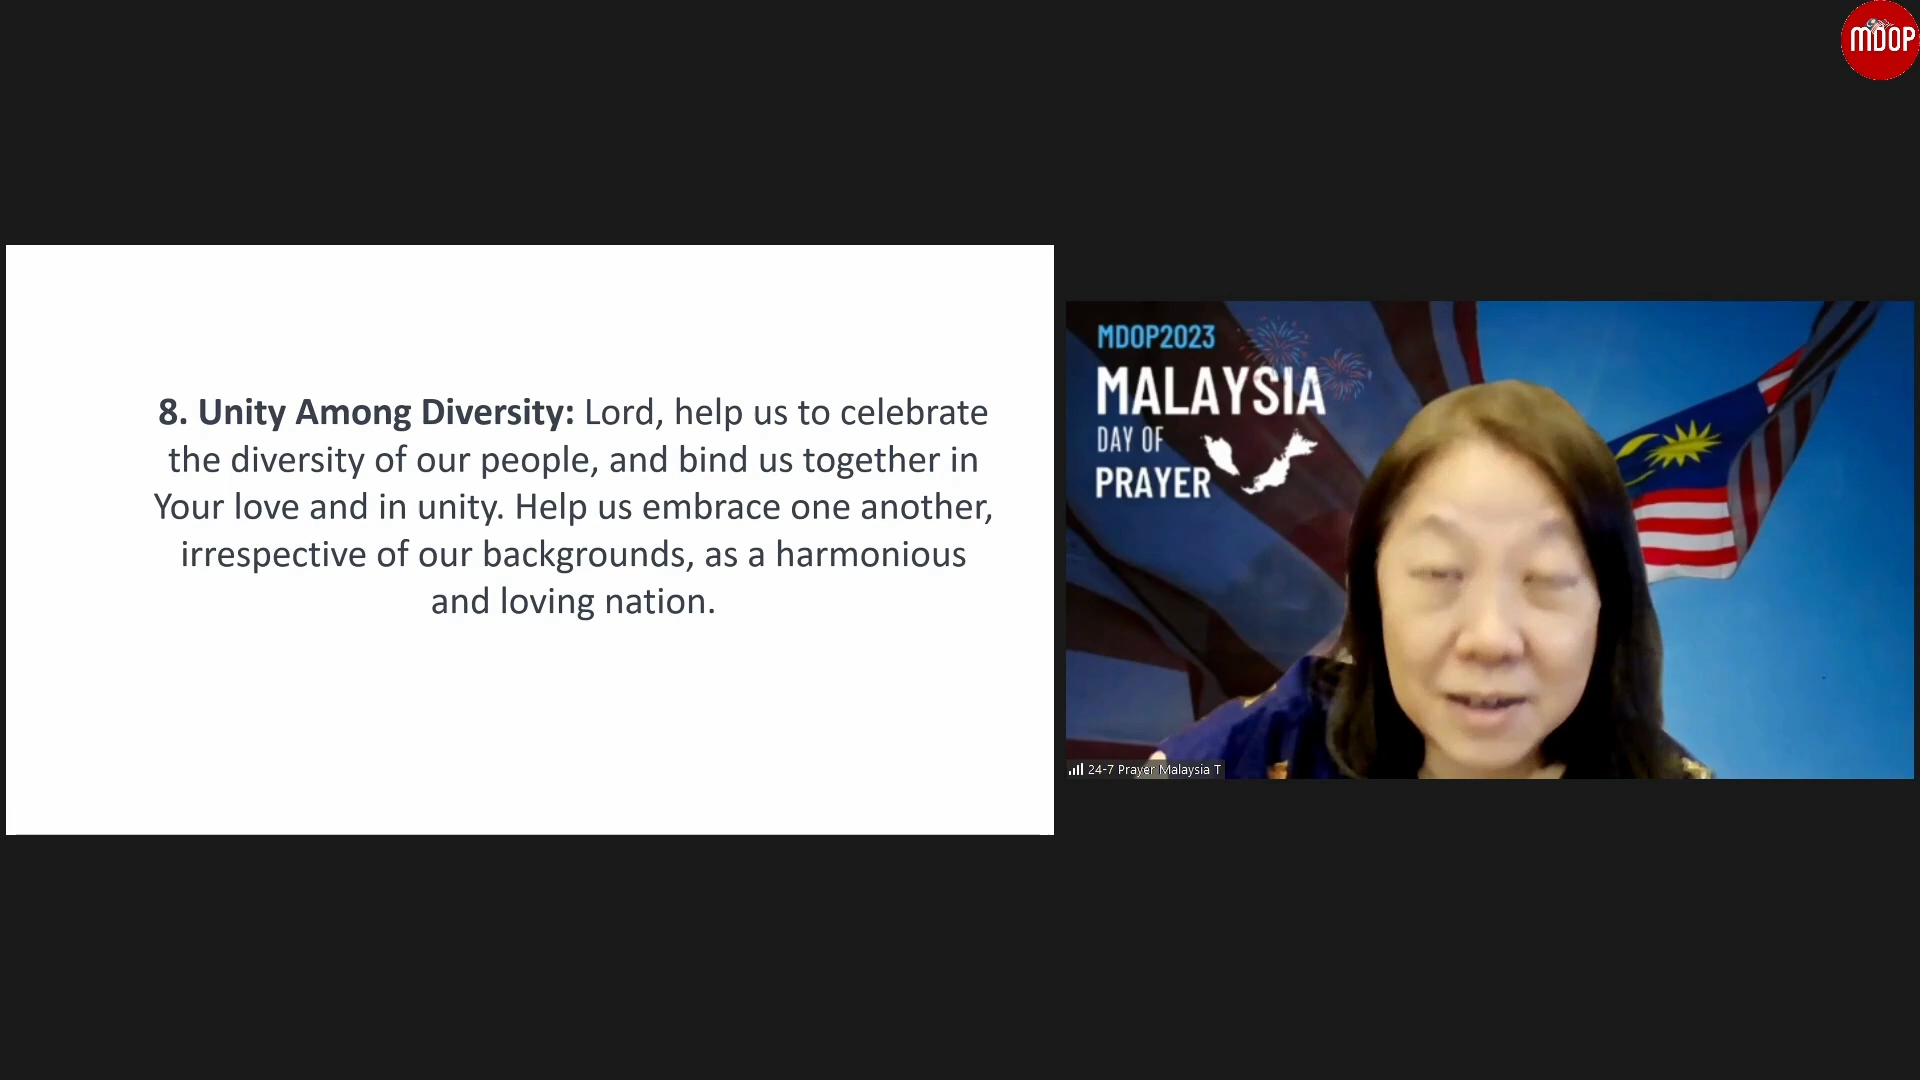 MDOP
8. Unity Among Diversity: Lord, help us to celebrate
the diversity of our people, and bind us together in
Your love and in unity. Help us embrace one another,
irrespective of our backgrounds, as a harmonious
and loving nation.
MDOP2023
MALAYSIA
DAY OF
PRAYER
24-7 Prayer Malaysia T